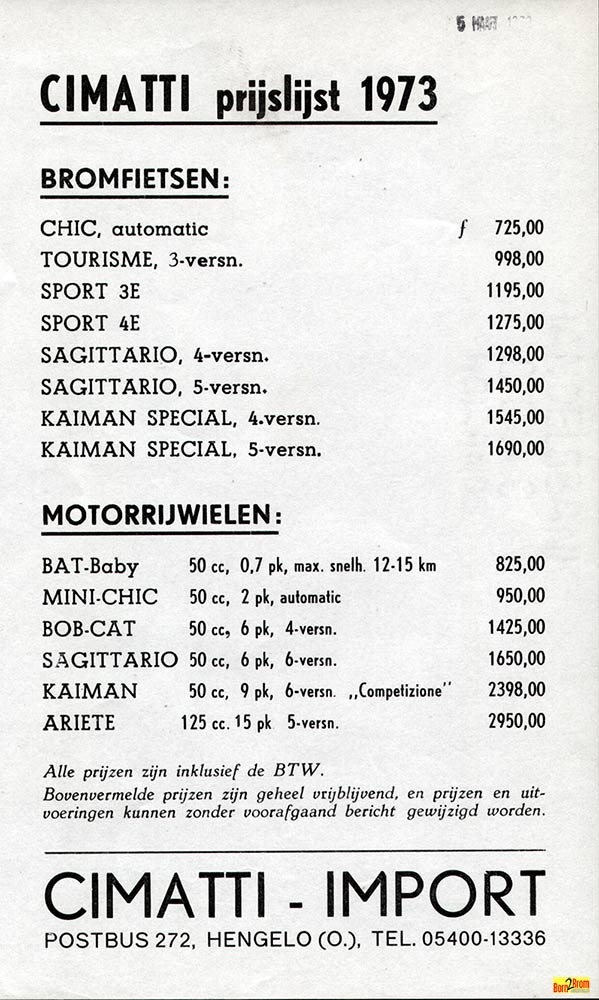 5 MAART
CIMATTI prijslijst 1973
BROMFIETSEN:
CHIC, automatic f 725,00
TOURISME, 3-versn. 998,00
SPORT 3E 1195,00
SPORT 4E 1275,00
SAGITTARIO, 4-versn. 1298,00
SAGITTARIO, 5-versn. 1450,00
KAIMAN SPECIAL, 4.versn. 1545,00
KAIMAN SPECIAL, 5-versn. 1690,00
MOTORRIJWIELEN:
BAT-Baby 50 cc, 0,7 pk, max. snelh. 12-15 km 825,00
MINI-CHIC 50 cc, 2 pk, automatic 950,00
BOB-CAT 50 cc, 6 pk, 4-versn. 1425,00
SAGITTARIO 50 cc, 6 pk, 6-versn. 1650,00
KAIMAN 50 cc, 9 pk, 6-versn. ,,Competizione" 2398,00
ARIETE 125 cc. 15 pk 5-versn. 2950,00
Alle prijzen zijn inklusief de BTW.
Bovenvermelde prijzen zijn geheel vrijblijvend, en prijzen en uit-
voeringen kunnen zonder voorafgaand bericht gewijzigd worden.
CIMATTI - IMPORT
POSTBUS 272, HENGELO (O.), TEL. 05400-13336
Born2Brom